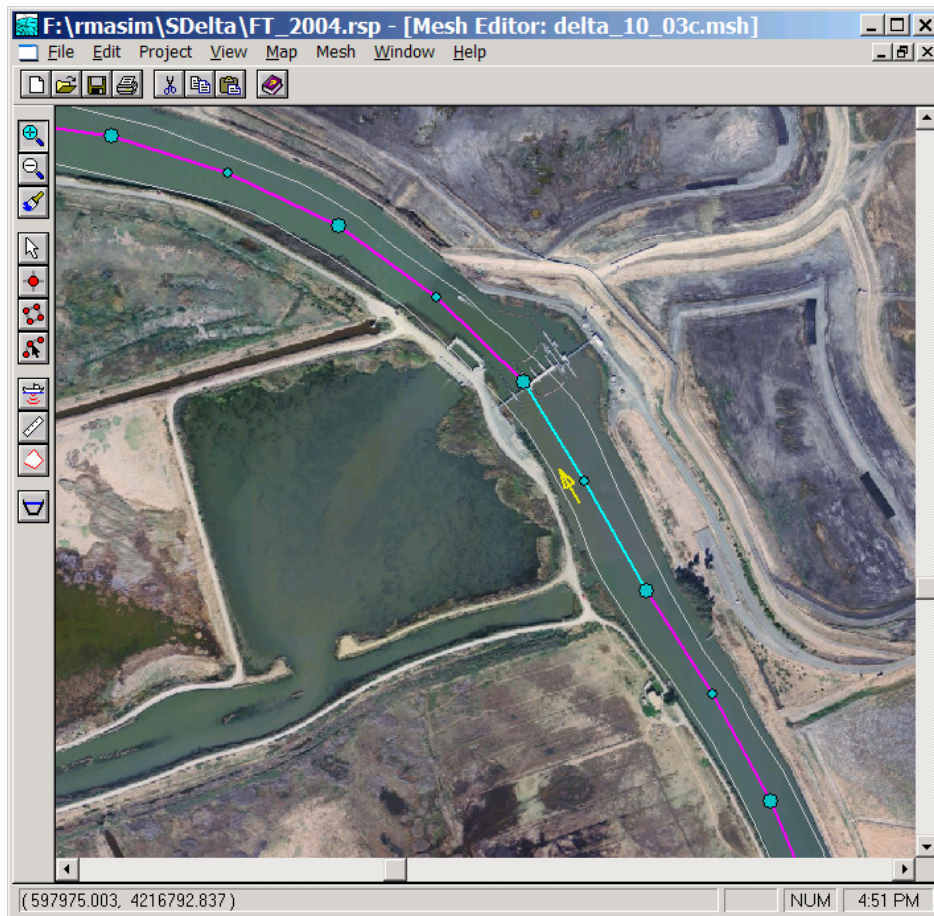 F:\rmasim\SDelta\FT_2004.rsp - [Mesh Editor: delta_10_03c.msh]
File Edit Project View Map Mesh Window Help
(597975.003, 4216792.837) NUM 4:51 PM